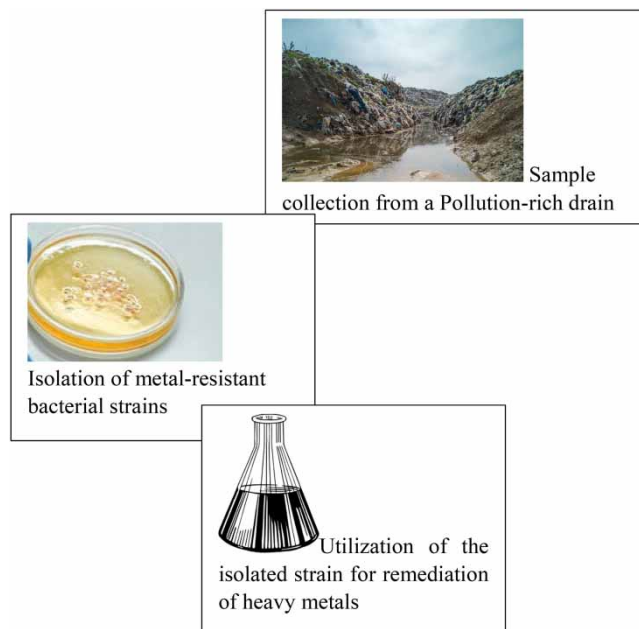 Sample
collection from a Pollution-rich drain
Isolation of metal-resistant
bacterial strains
Utilization of the
isolated strain for remediation
of heavy metals